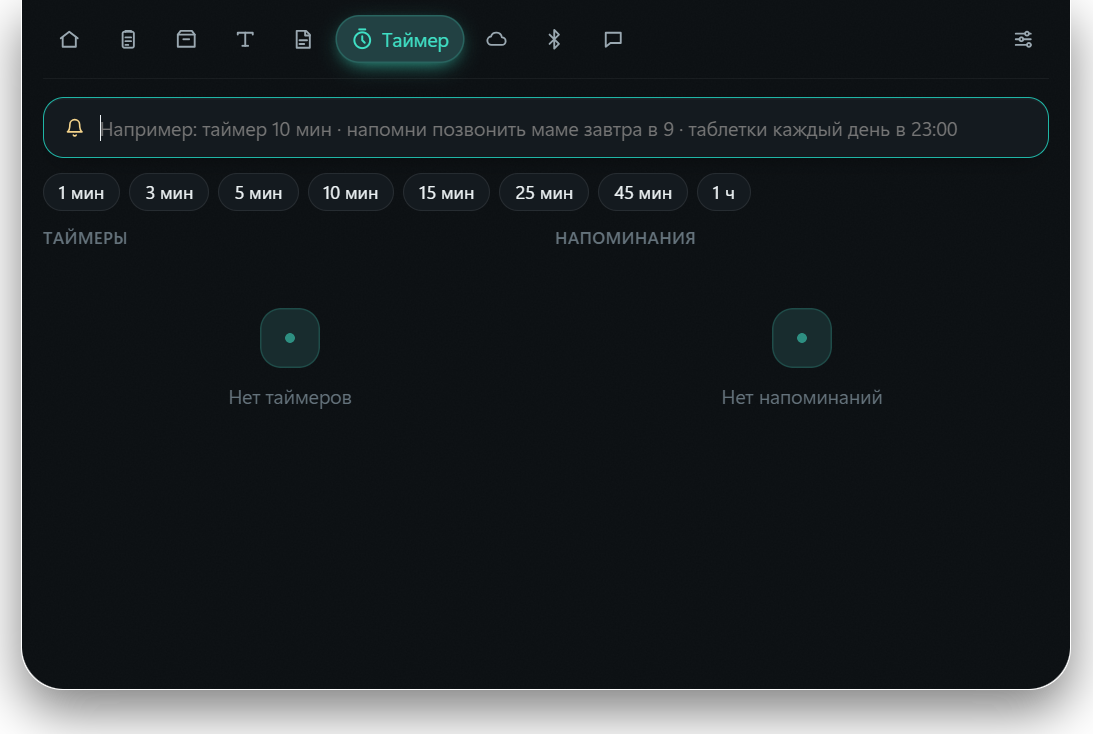 Таймер
Например: таймер 10 мин · напомни позвонить маме завтра в 9 · таблетки каждый день в 23:00
1 мин 3 мин 5 мин 10 мин 15 мин 25 мин 45 мин 1 ч
ТАЙМЕРЫ НАПОМИНАНИЯ
Нет таймеров Нет напоминаний